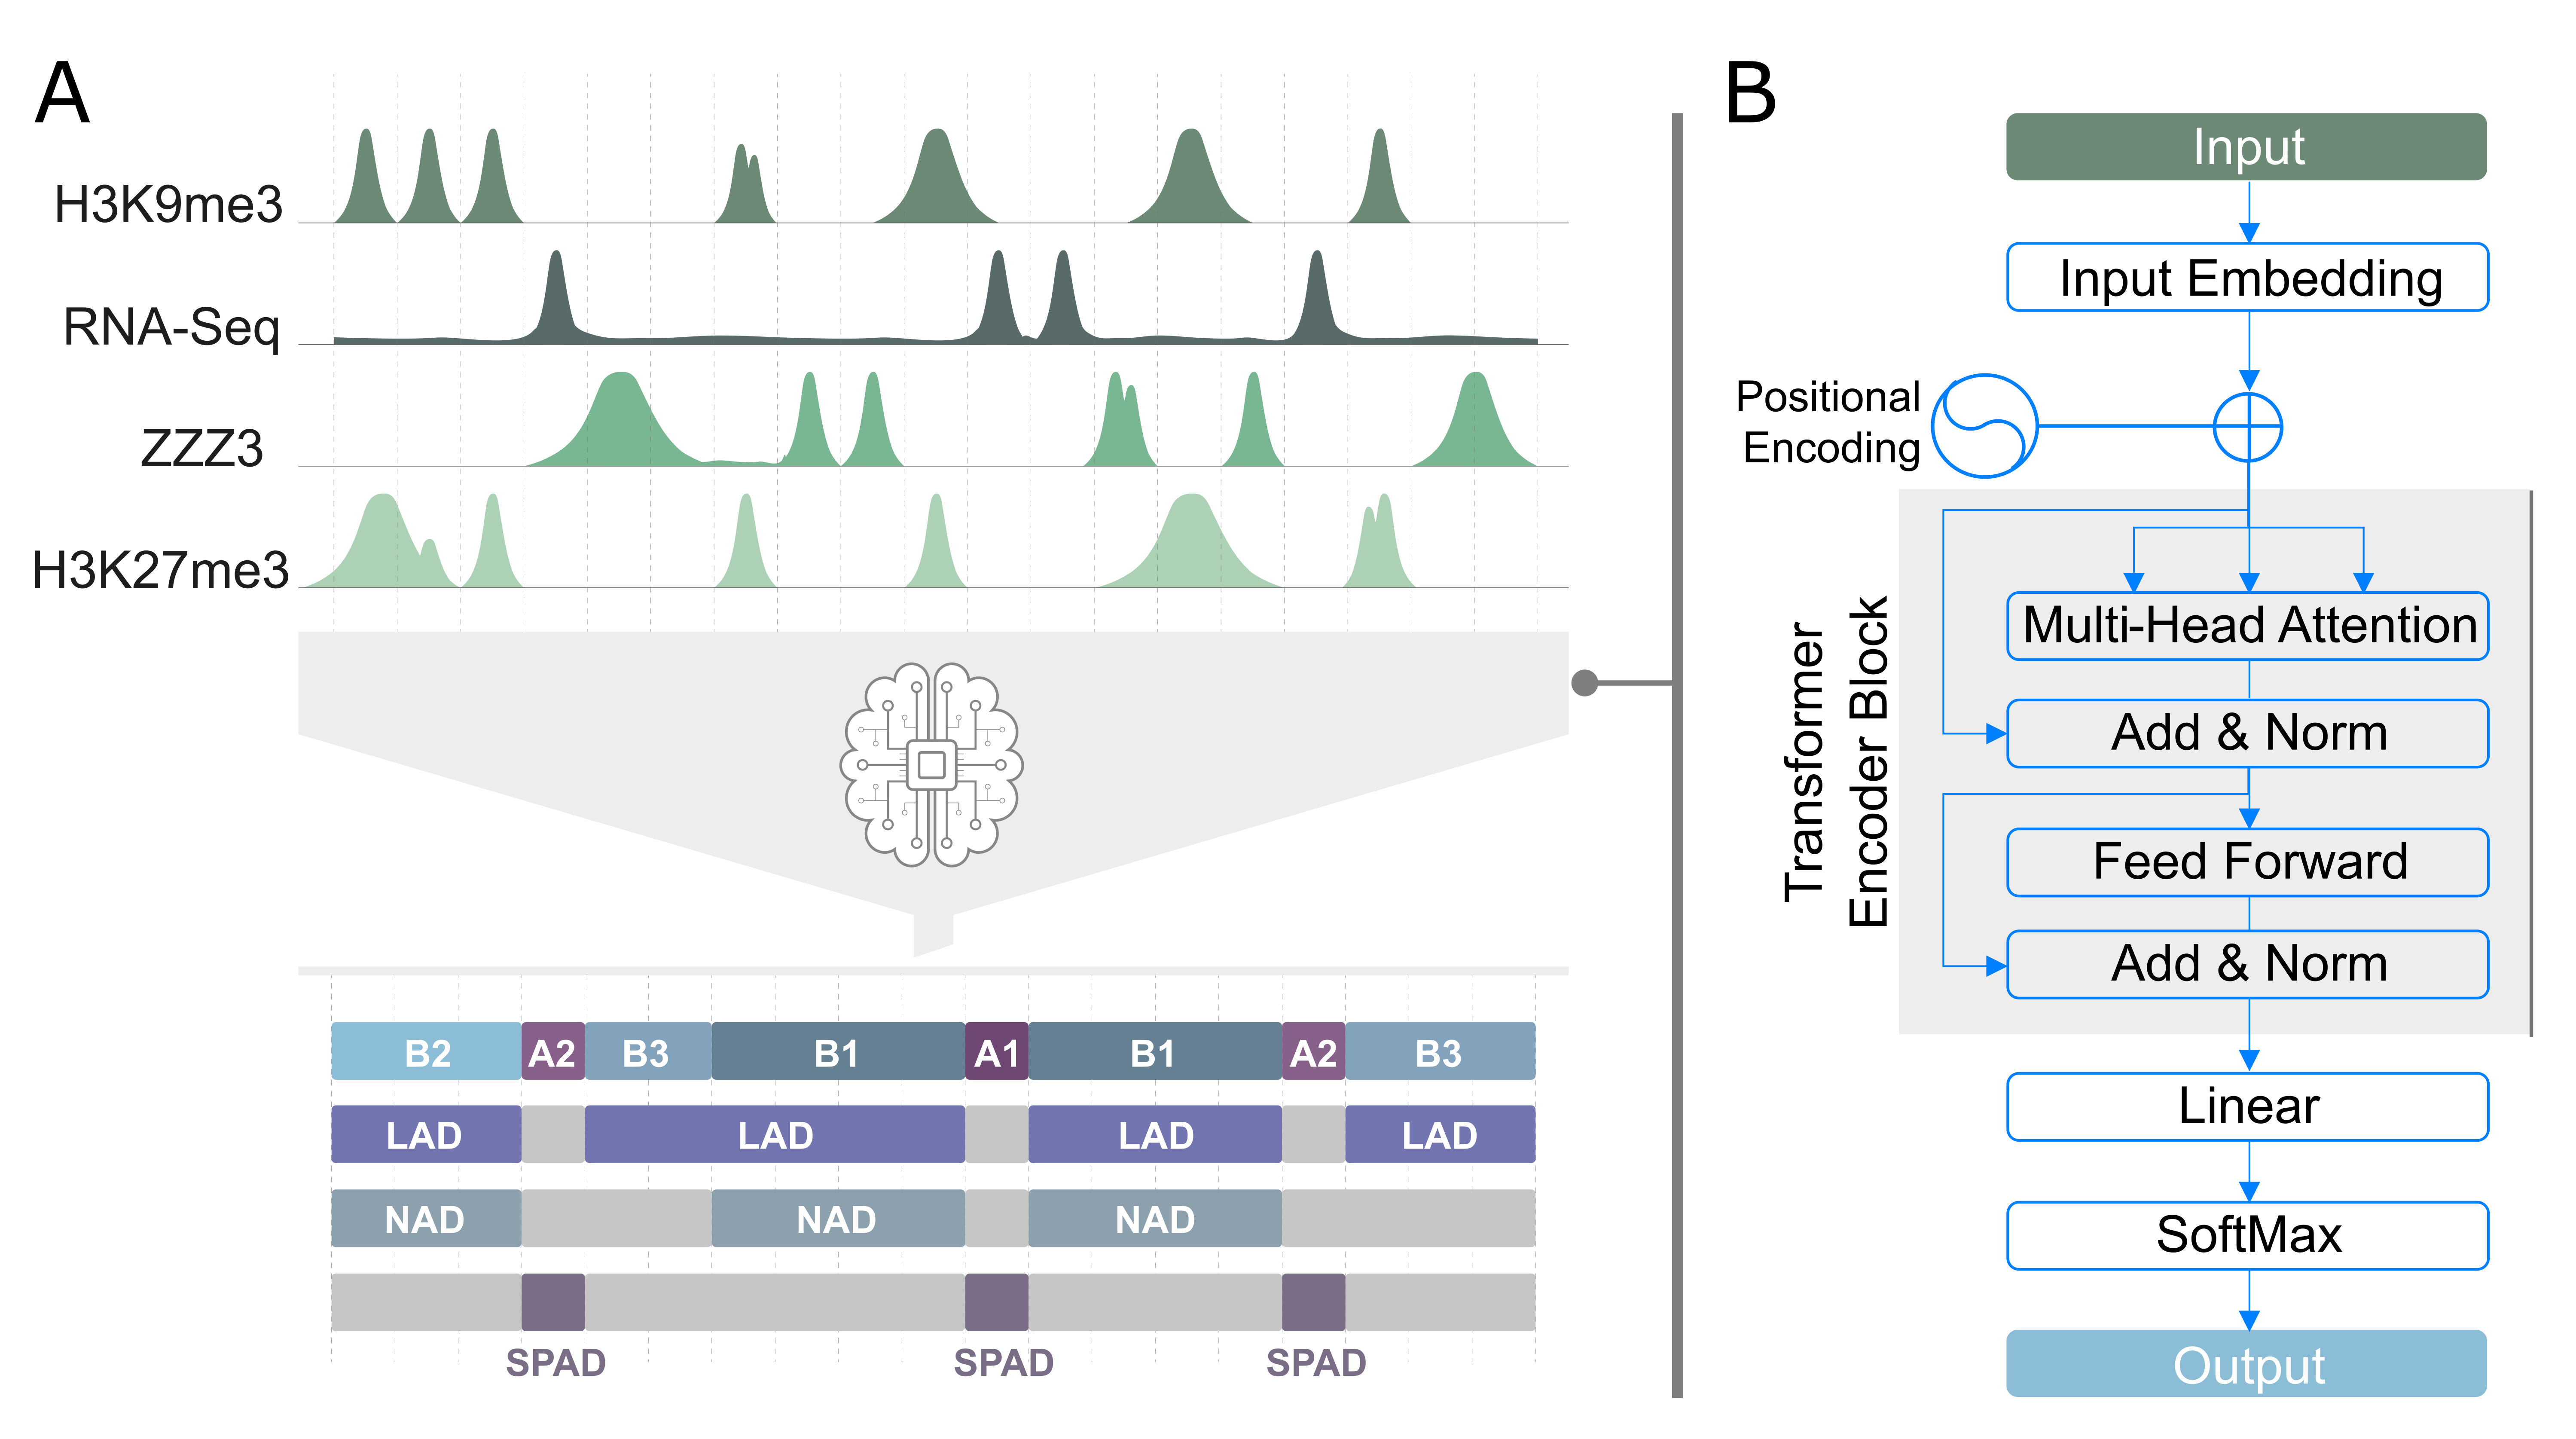 A
H3K9me3
RNA-Seq
ZZZ3
H3K27me3
B2 A2 B3 B1 A1 B1 A2 B3
LAD LAD LAD LAD
NAD NAD NAD
SPAD SPAD SPAD
B
Input
Input Embedding
Positional
Encoding
Transformer
Encoder Block
Multi-Head Attention
Add & Norm
Feed Forward
Add & Norm
Linear
SoftMax
Output